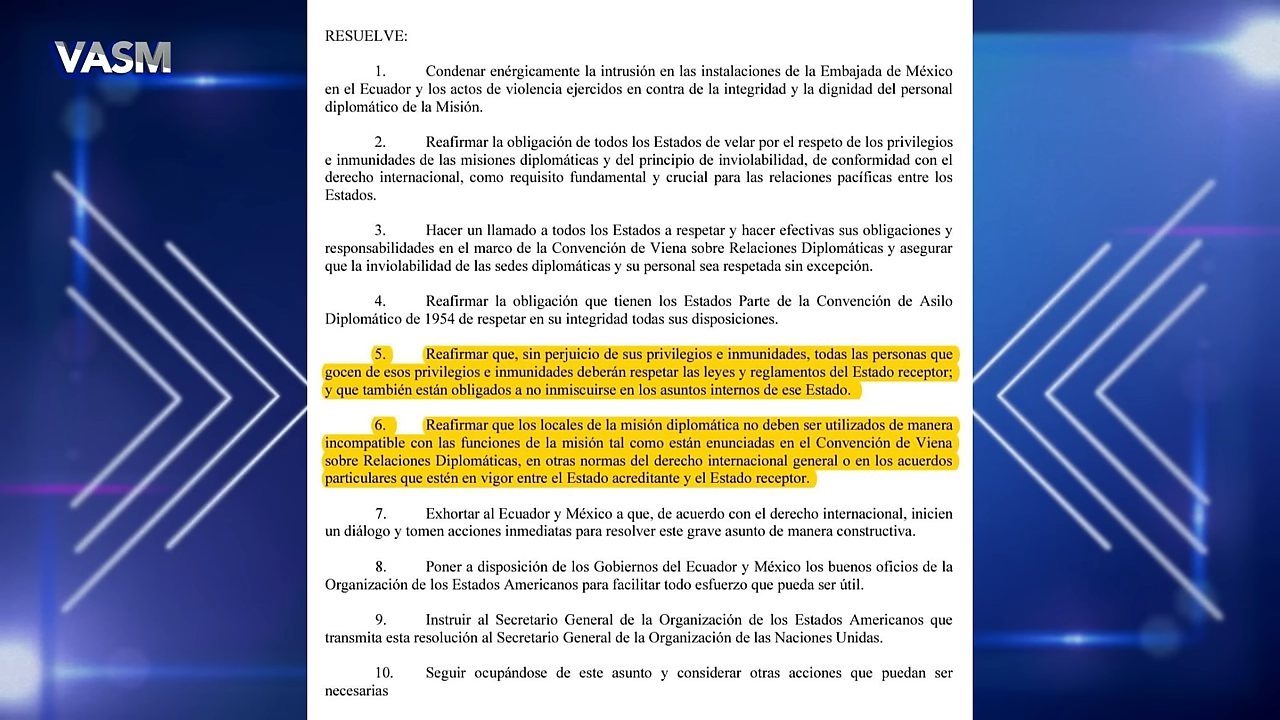 VASM
RESUELVE:
1. Condenar enérgicamente la intrusión en las instalaciones de la Embajada de México
en el Ecuador y los actos de violencia ejercidos en contra de la integridad y la dignidad del personal
diplomático de la Misión.
2. Reafirmar la obligación de todos los Estados de velar por el respeto de los privilegios
e inmunidades de las misiones diplomáticas y del principio de inviolabilidad, de conformidad con el
derecho internacional, como requisito fundamental y crucial para las relaciones pacíficas entre los
Estados.
3. Hacer un llamado a todos los Estados a respetar y hacer efectivas sus obligaciones y
responsabilidades en el marco de la Convención de Viena sobre Relaciones Diplomáticas y asegurar
que la inviolabilidad de las sedes diplomáticas y su personal sea respetada sin excepción.
4. Reafirmar la obligación que tienen los Estados Parte de la Convención de Asilo
Diplomático de 1954 de respetar en su integridad todas sus disposiciones.
5. Reafirmar que, sin perjuicio de sus privilegios e inmunidades, todas las personas que
gocen de esos privilegios e inmunidades deberán respetar las leyes y reglamentos del Estado receptor;
y que también están obligados a no inmiscuirse en los asuntos internos de ese Estado.
6. Reafirmar que los locales de la misión diplomática no deben ser utilizados de manera
incompatible con las funciones de la misión tal como están enunciadas en el Convención de Viena
sobre Relaciones Diplomáticas, en otras normas del derecho internacional general o en los acuerdos
particulares que estén en vigor entre el Estado acreditante y el Estado receptor.
7. Exhortar al Ecuador y México a que, de acuerdo con el derecho internacional, inicien
un diálogo y tomen acciones inmediatas para resolver este grave asunto de manera constructiva.
8. Poner a disposición de los Gobiernos del Ecuador y México los buenos oficios de la
Organización de los Estados Americanos para facilitar todo esfuerzo que pueda ser útil.
9. Instruir al Secretario General de la Organización de los Estados Americanos que
transmita esta resolución al Secretario General de la Organización de las Naciones Unidas.
10. Seguir ocupándose de este asunto y considerar otras acciones que puedan ser
necesarias